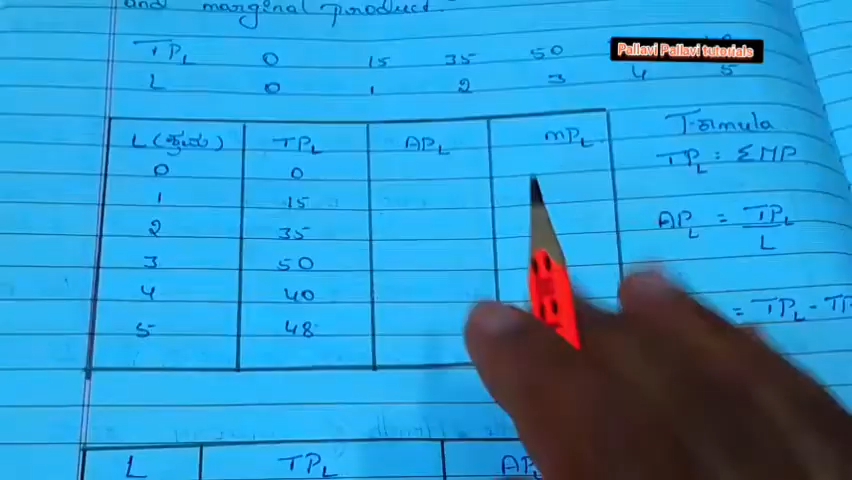 and marginal product.
TPL 0 15 35 50
Pallavi Pallavi tutorials
L 0 1 2 3 4 5
L (ಶ್ರಮ) TPL APL MPL
0 0
1 15
2 35
3 50
4 40
5 48
Formula
TPL = ΣMP
APL = TPL
L
= TPL - TP
L TPL APL